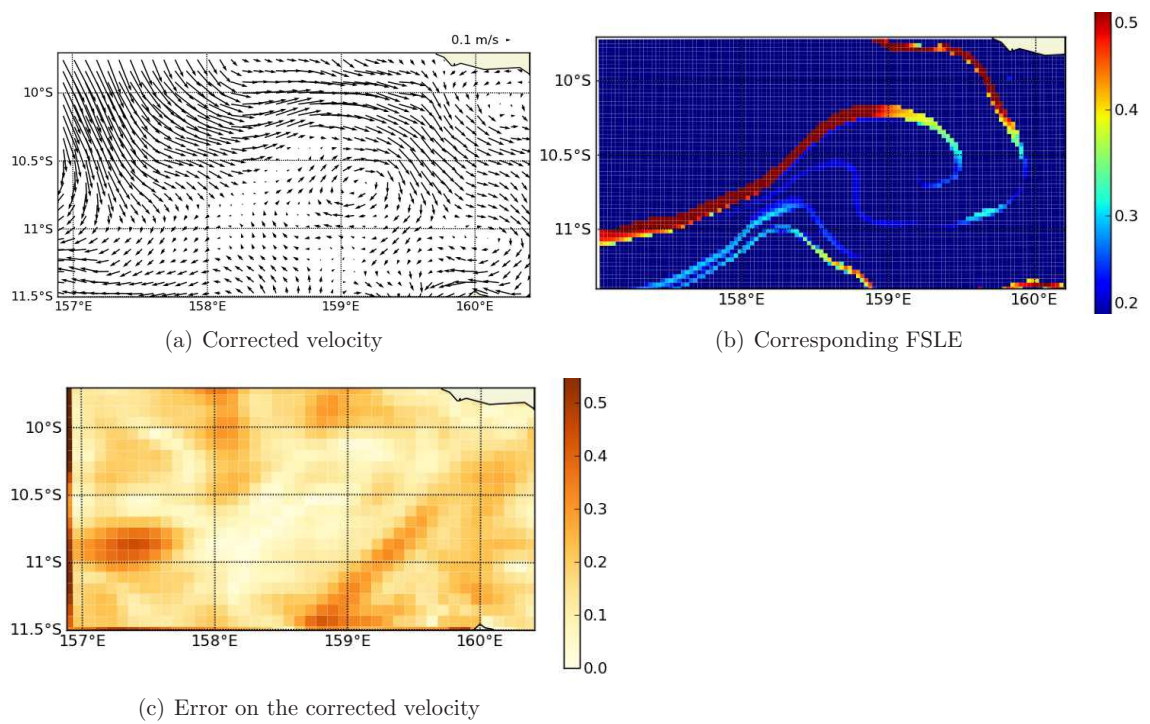 0.1 m/s
10°S
10.5°S
11°S
11.5°S
157°E
158°E
159°E
160°E
(a) Corrected velocity
10°S
10.5°S
11°S
158°E
159°E
160°E
0.5
0.4
0.3
0.2
(b) Corresponding FSLE
10°S
10.5°S
11°S
11.5°S
157°E
158°E
159°E
160°E
0.5
0.4
0.3
0.2
0.1
0.0
(c) Error on the corrected velocity